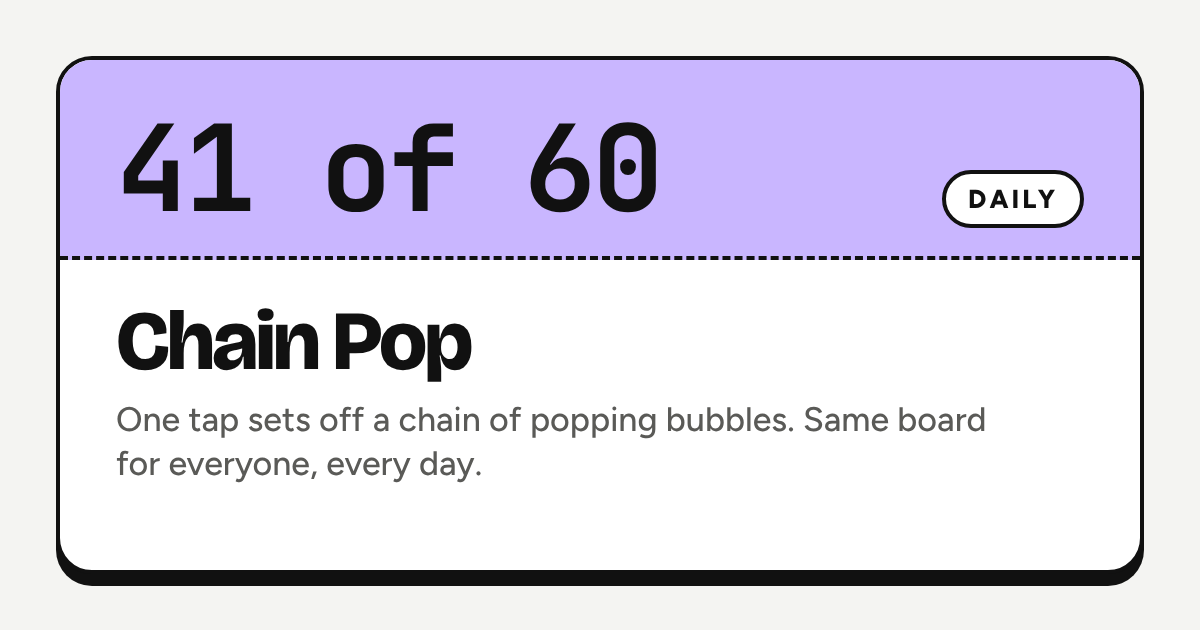 41 of 60
DAILY
Chain Pop
One tap sets off a chain of popping bubbles. Same board
for everyone, every day.